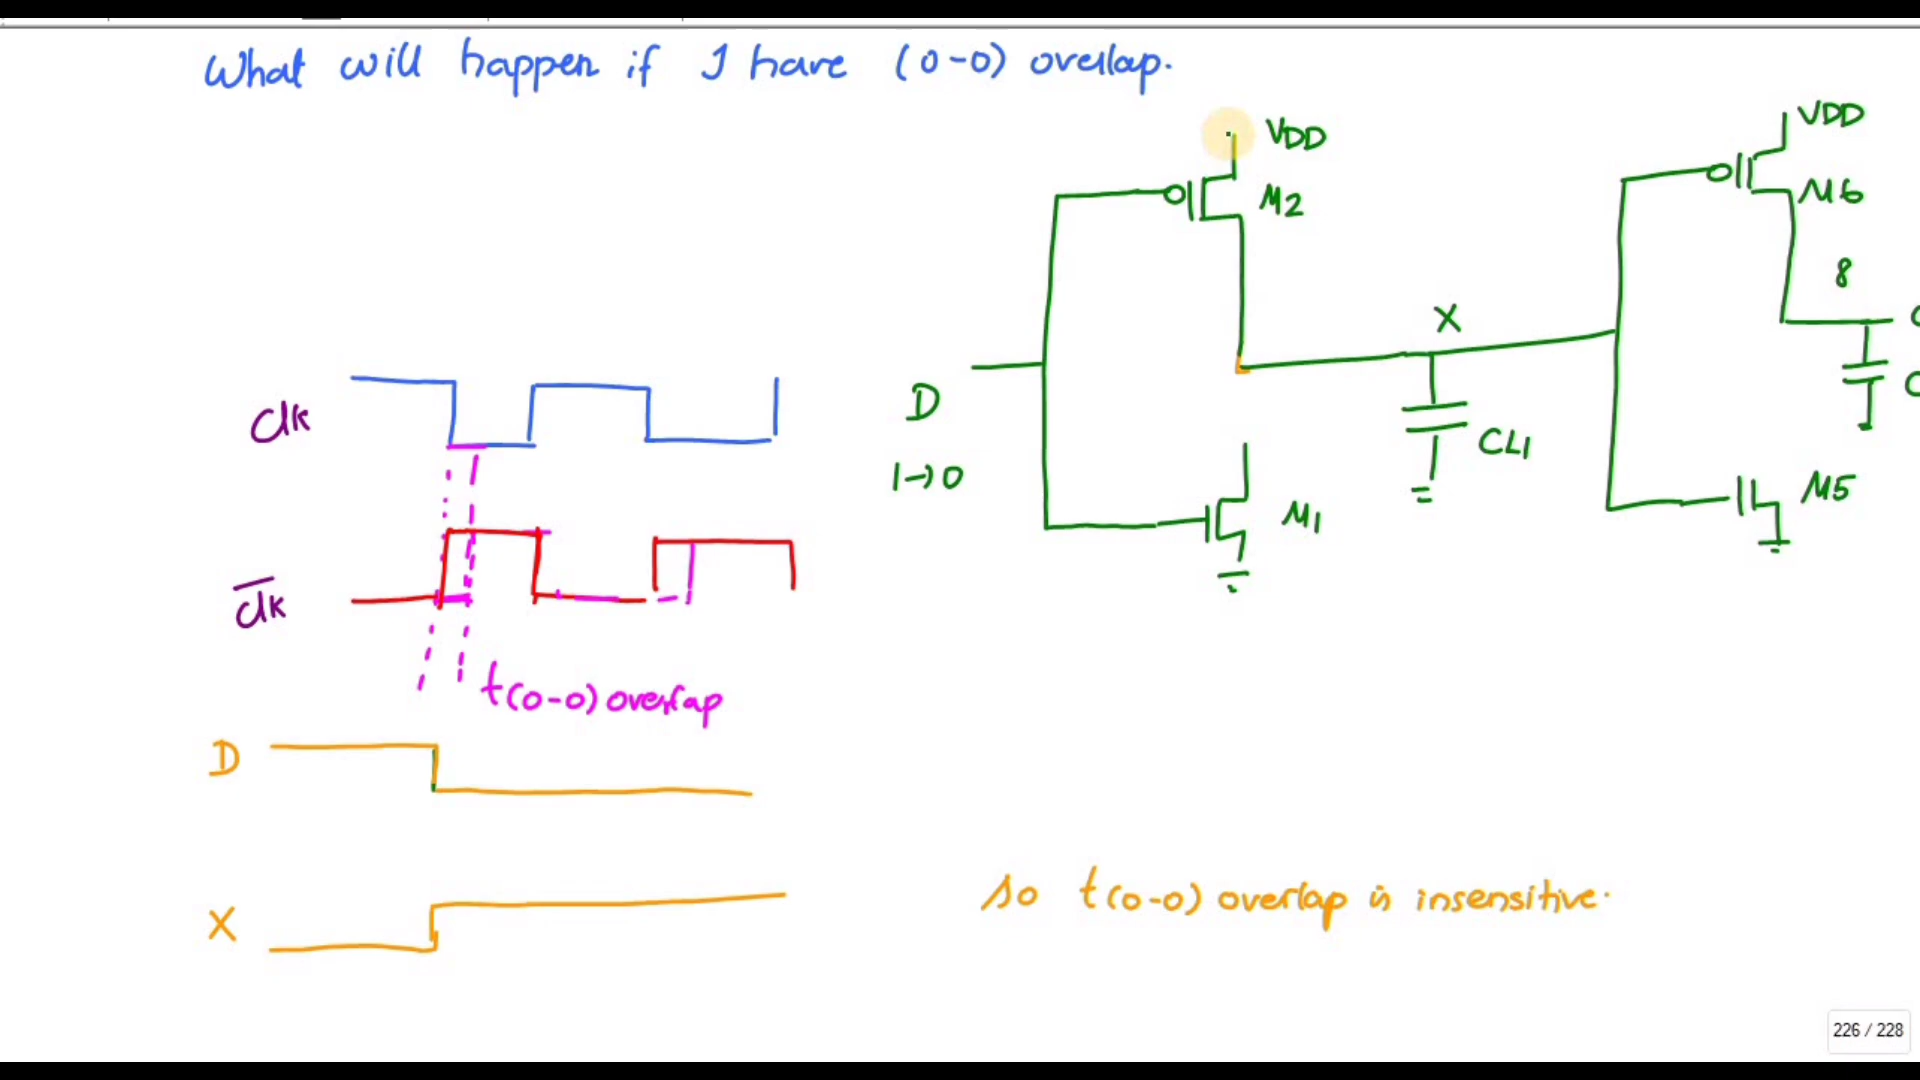 What will happen if I have (0-0) overlap.
VDD
VDD
M2
M6
8
X
clk
D
CL1
1→0
M5
M1
c̅l̅k̅
t(0-0) overlap
D
so t(0-0) overlap is insensitive.
X
226 / 228